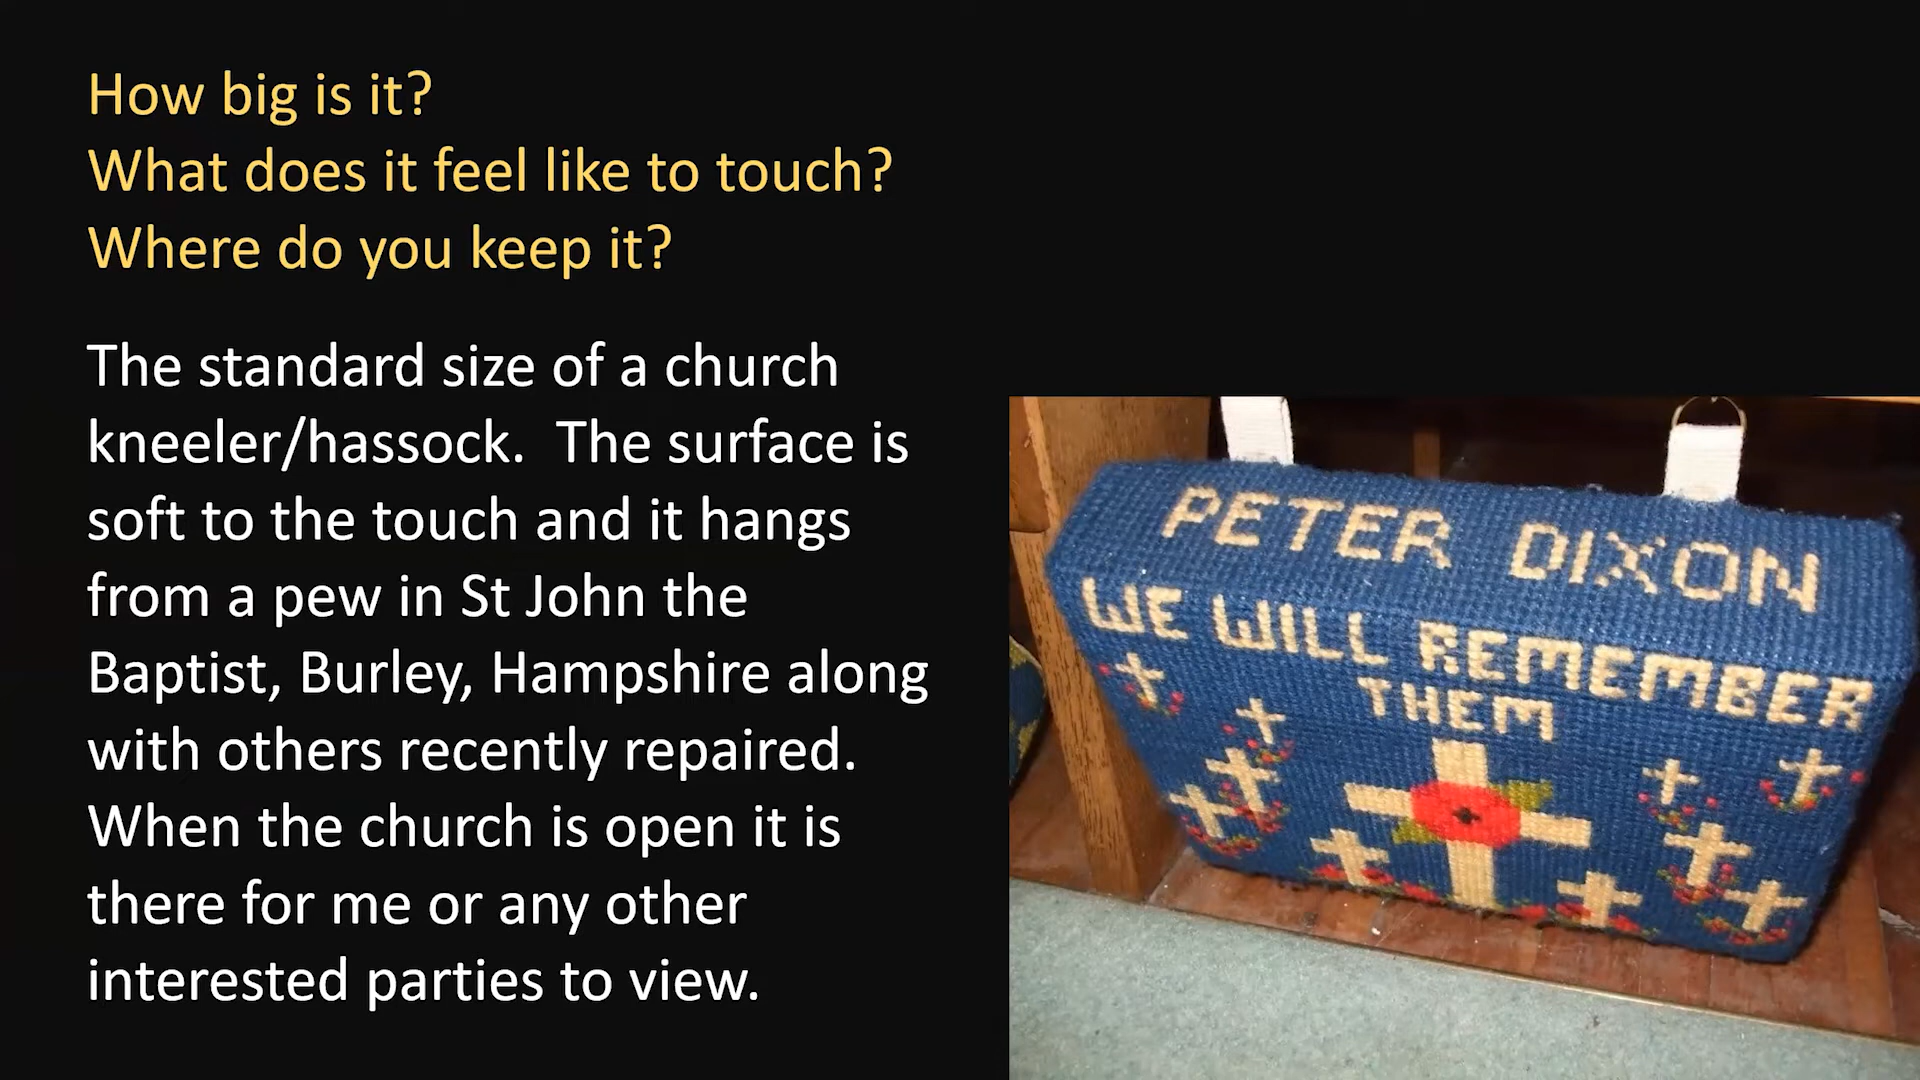 How big is it?
What does it feel like to touch?
Where do you keep it?
The standard size of a church
kneeler/hassock.  The surface is
soft to the touch and it hangs
from a pew in St John the
Baptist, Burley, Hampshire along
with others recently repaired.
When the church is open it is
there for me or any other
interested parties to view.
PETER DIXON
WE WILL REMEMBER
THEM